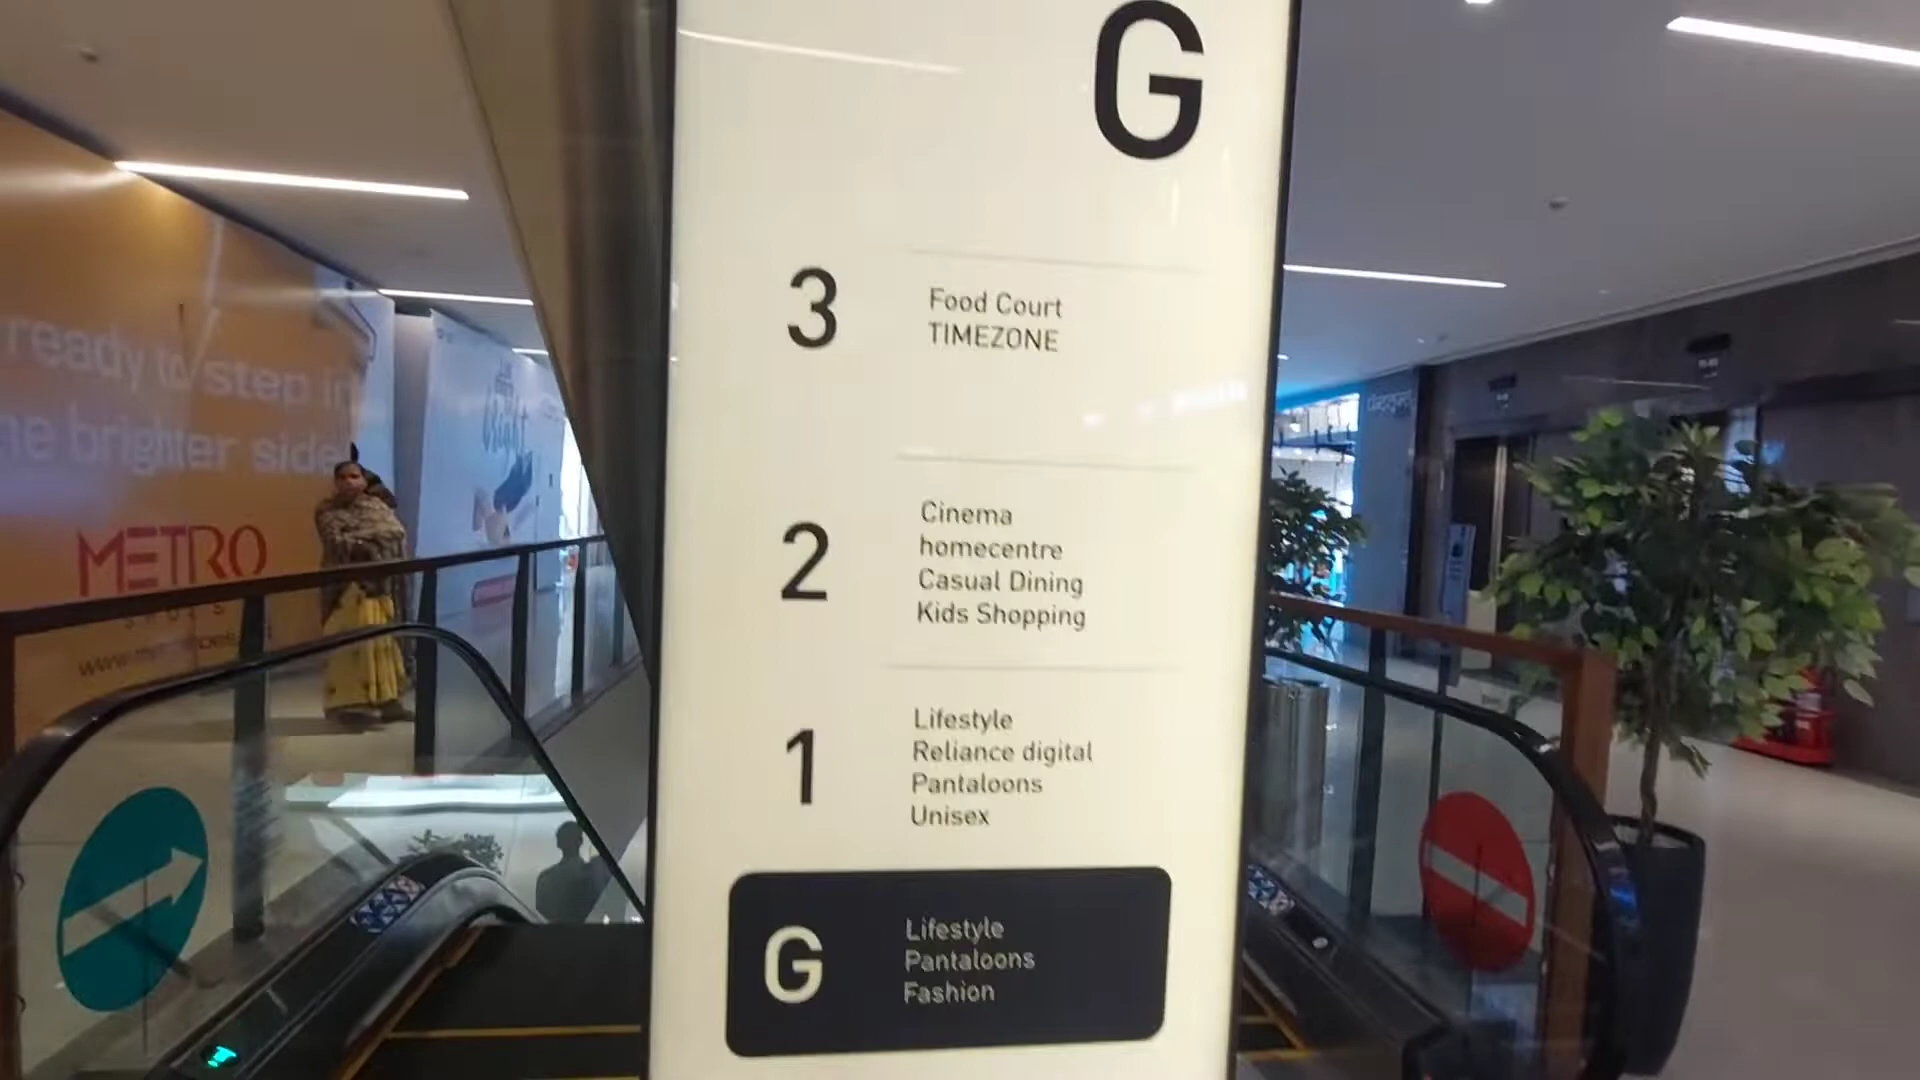 G
3
Food Court
TIMEZONE
2
Cinema
homecentre
Casual Dining
Kids Shopping
1
Lifestyle
Reliance digital
Pantaloons
Unisex
G
Lifestyle
Pantaloons
Fashion
ready to step in
brighter side
METRO